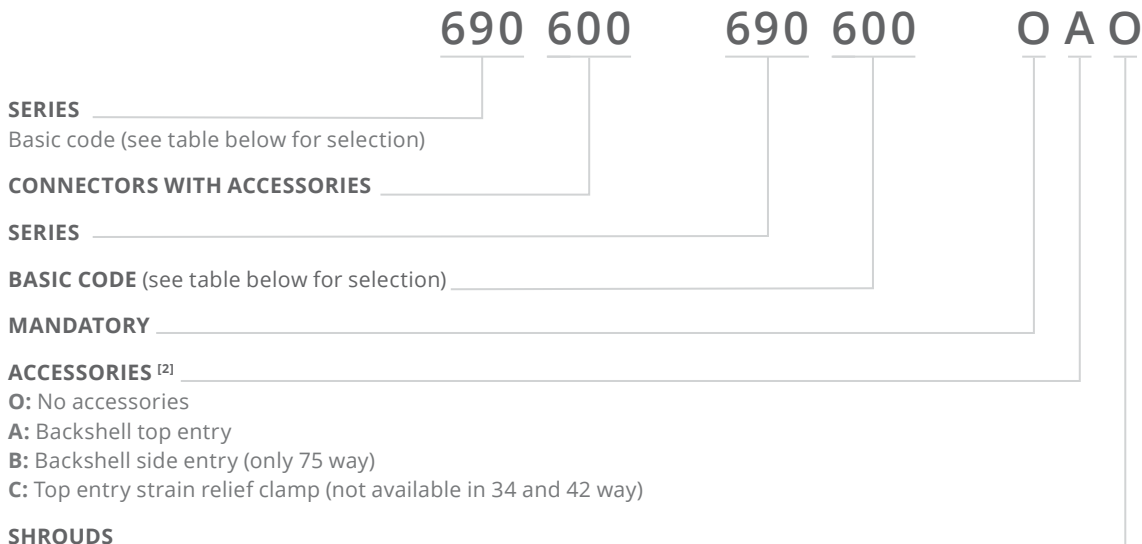 690 600 690 600 O A O
SERIES
Basic code (see table below for selection)
CONNECTORS WITH ACCESSORIES
SERIES
BASIC CODE (see table below for selection)
MANDATORY
ACCESSORIES [2]
O: No accessories
A: Backshell top entry
B: Backshell side entry (only 75 way)
C: Top entry strain relief clamp (not available in 34 and 42 way)
SHROUDS